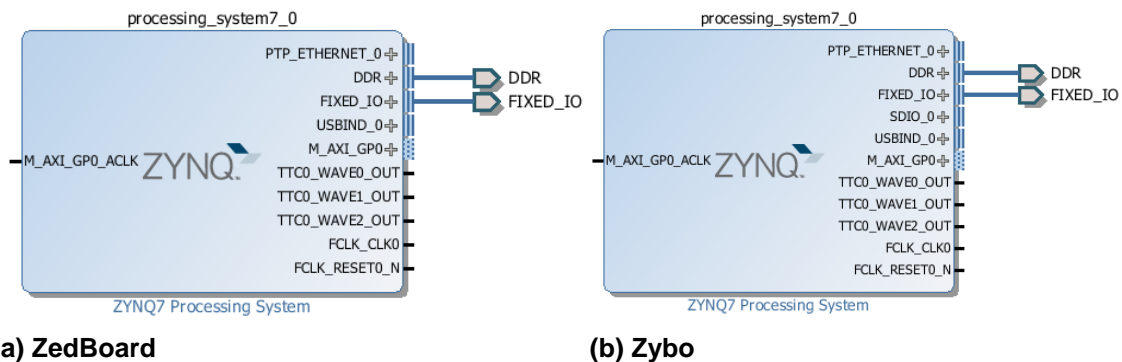 processing_system7_0
PTP_ETHERNET_0
DDR
DDR
FIXED_IO
FIXED_IO
USBIND_0
M_AXI_GP0
M_AXI_GP0_ACLK
ZYNQ
TTC0_WAVE0_OUT
TTC0_WAVE1_OUT
TTC0_WAVE2_OUT
FCLK_CLK0
FCLK_RESET0_N
ZYNQ7 Processing System
a) ZedBoard
processing_system7_0
PTP_ETHERNET_0
DDR
DDR
FIXED_IO
FIXED_IO
SDIO_0
USBIND_0
M_AXI_GP0
M_AXI_GP0_ACLK
ZYNQ
TTC0_WAVE0_OUT
TTC0_WAVE1_OUT
TTC0_WAVE2_OUT
FCLK_CLK0
FCLK_RESET0_N
ZYNQ7 Processing System
(b) Zybo